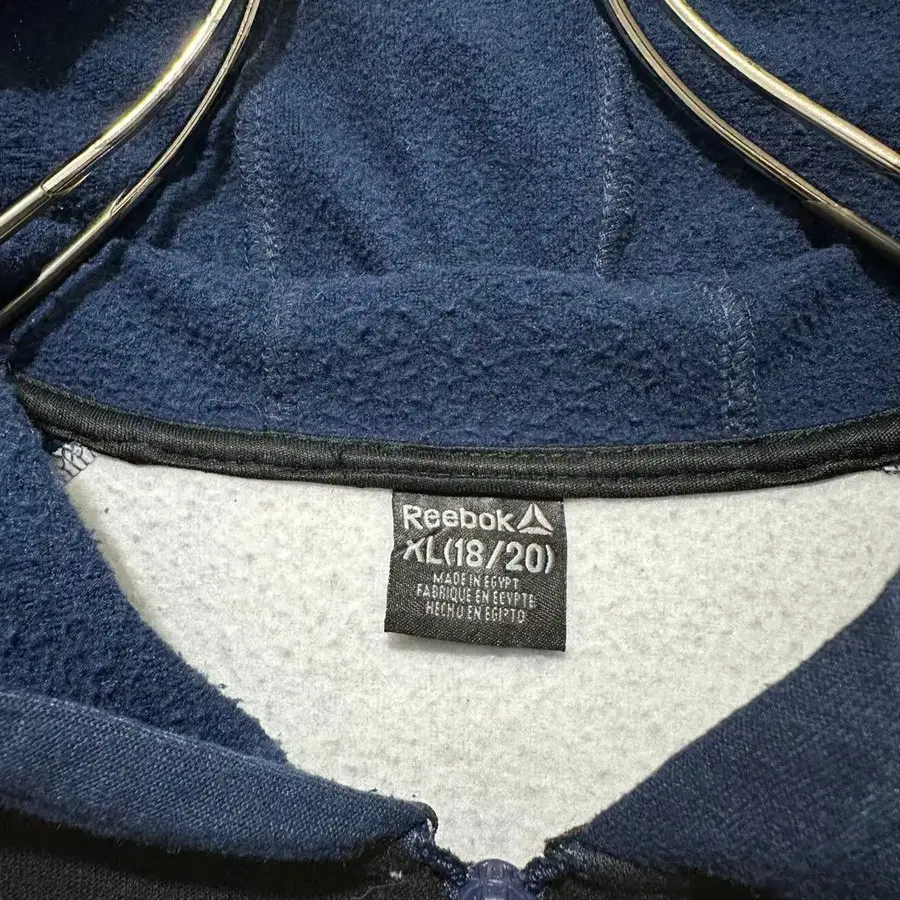 Reebok
XL(18/20)
MADE IN EGYPT
FABRIQUE EN EGYPTE
HECHO EN EGIPTO